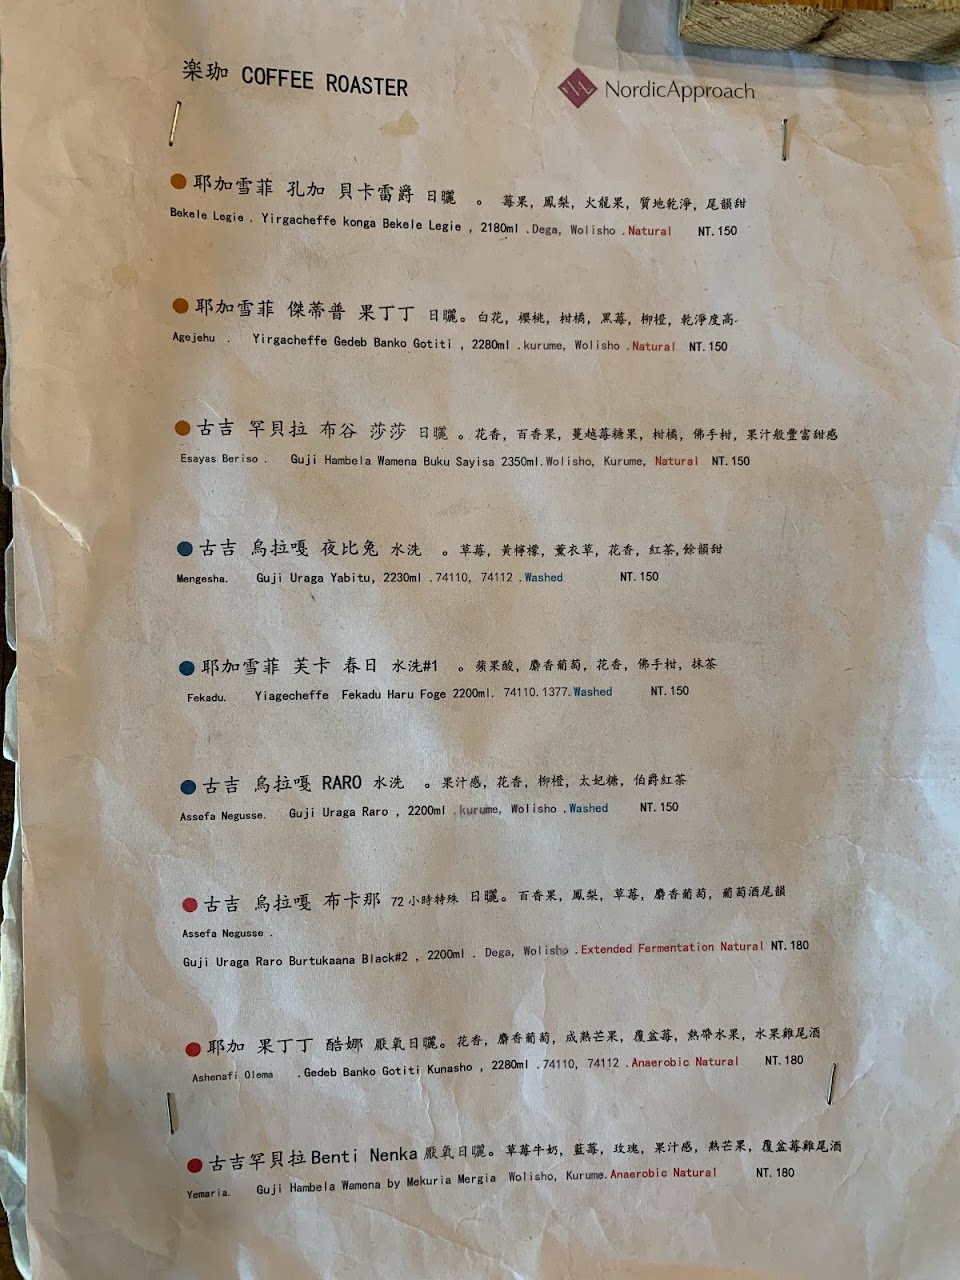 楽珈 COFFEE ROASTER
NordicApproach
耶加雪菲 孔加 貝卡雷爵 日曬 。 莓果, 鳳梨, 火龍果, 質地乾淨, 尾韻甜
Bekele Legie . Yirgacheffe konga Bekele Legie , 2180ml .Dega, Wolisho .Natural NT.150
耶加雪菲 傑蒂普 果丁丁 日曬。 白花, 櫻桃, 柑橘, 黑莓, 柳橙, 乾淨度高
Agejehu . Yirgacheffe Gedeb Banko Gotiti , 2280ml .kurume, Wolisho .Natural NT.150
古吉 罕貝拉 布谷 莎莎 日曬 。花香, 百香果, 蔓越莓糖果, 柑橘, 佛手柑, 果汁般豐富甜感
Esayas Beriso . Guji Hambela Wamena Buku Sayisa 2350ml.Wolisho, Kurume, Natural NT.150
古吉 烏拉嘎 夜比兔 水洗 。草莓, 黃檸檬, 薰衣草, 花香, 紅茶,餘韻甜
Mengesha. Guji Uraga Yabitu, 2230ml .74110, 74112 .Washed NT.150
耶加雪菲 芙卡 春日 水洗#1 。蘋果酸, 麝香葡萄, 花香, 佛手柑, 抹茶
Fekadu. Yiagecheffe Fekadu Haru Foge 2200ml. 74110.1377.Washed NT.150
古吉 烏拉嘎 RARO 水洗 。果汁感, 花香, 柳橙, 太妃糖, 伯爵紅茶
Assefa Negusse. Guji Uraga Raro , 2200ml .kurume, Wolisho .Washed NT.150
古吉 烏拉嘎 布卡那 72小時特殊 日曬。 百香果, 鳳梨, 草莓, 麝香葡萄, 葡萄酒尾韻
Assefa Negusse .
Guji Uraga Raro Burtukaana Black#2 , 2200ml . Dega, Wolisho .Extended Fermentation Natural NT.180
耶加 果丁丁 酷娜 厭氧日曬。花香, 麝香葡萄, 成熟芒果, 覆盆莓, 熱帶水果, 水果雞尾酒
Ashenafi Olema .Gedeb Banko Gotiti Kunasho , 2280ml .74110, 74112 .Anaerobic Natural NT.180
古吉罕貝拉Benti Nenka厭氧日曬。草莓牛奶, 藍莓, 玫瑰, 果汁感, 熟芒果, 覆盆莓雞尾酒
Yemaria. Guji Hambela Wamena by Mekuria Mergia Wolisho, Kurume.Anaerobic Natural NT.180